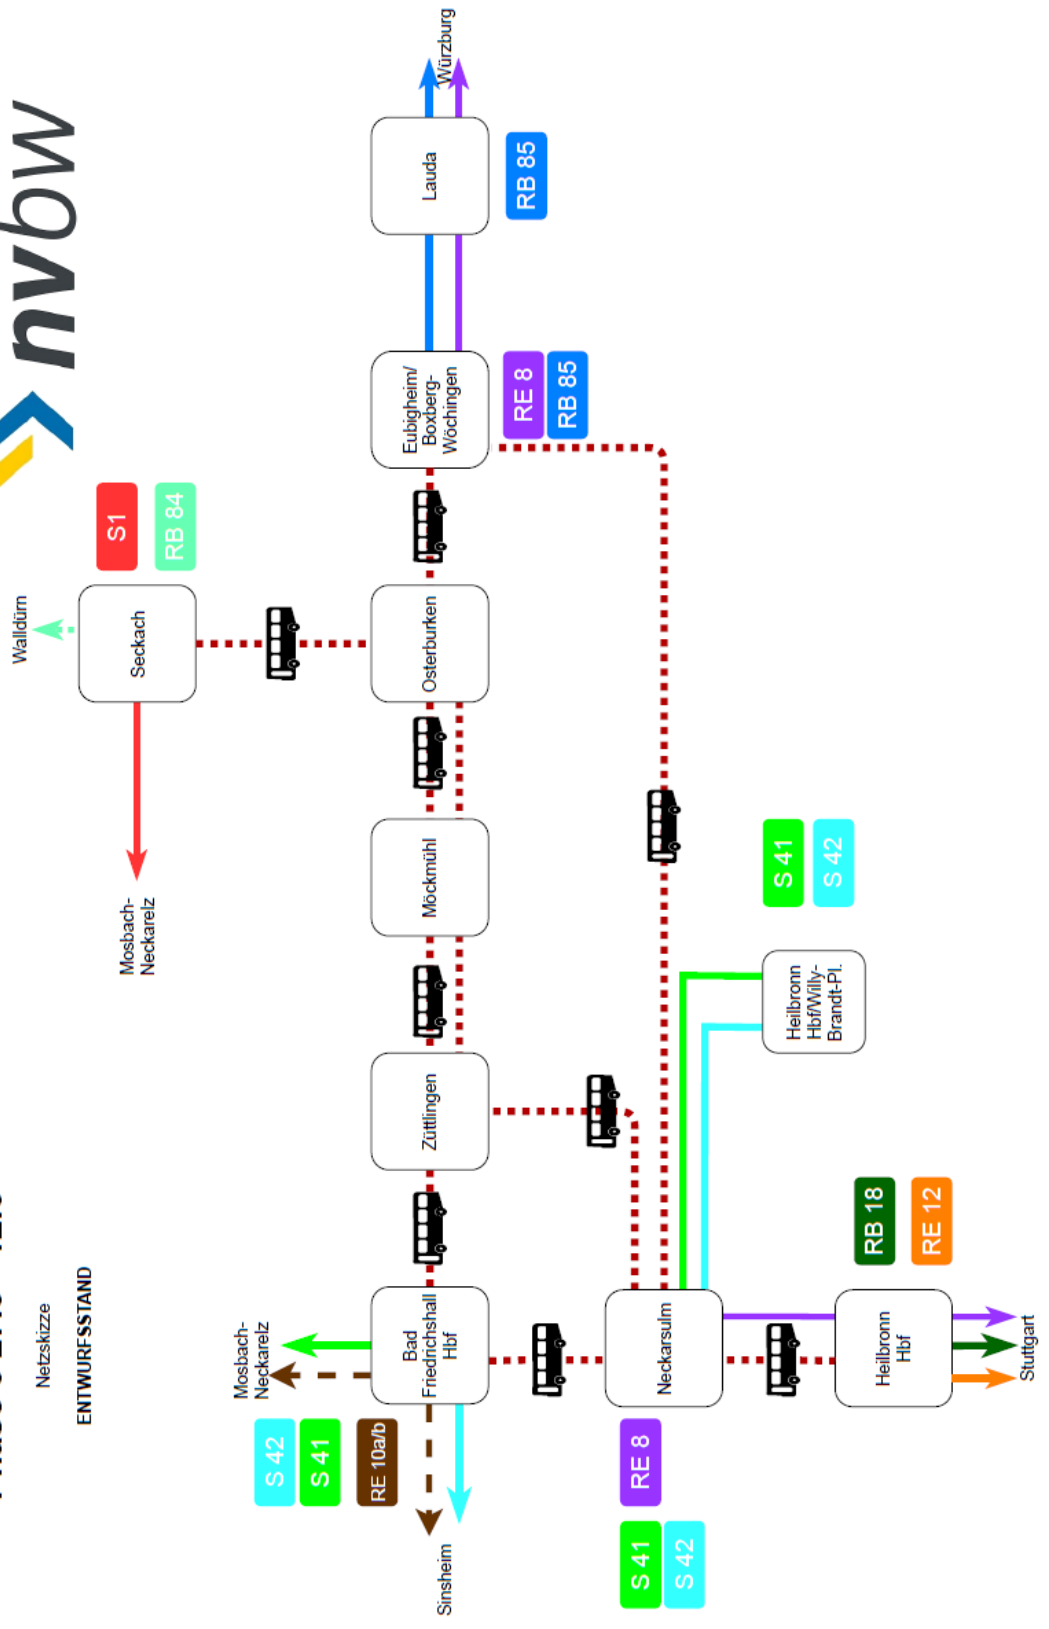 Netzskizze
ENTWURFSSTAND
nvbw
Walldürn
S1
RB 84
Seckach
Mosbach-
Neckarelz
Mosbach-
Neckarelz
S 42
S 41
RE 10a/b
Sinsheim
Bad
Friedrichshall
Hbf
Züttlingen
Möckmühl
Osterburken
Eubigheim/
Boxberg-
Wöchingen
Lauda
Würzburg
RE 8
RB 85
RB 85
S 41
S 42
RE 8
Neckarsulm
Heilbronn
Hbf/Willy-
Brandt-Pl.
S 41
S 42
Heilbronn
Hbf
RB 18
RE 12
Stuttgart